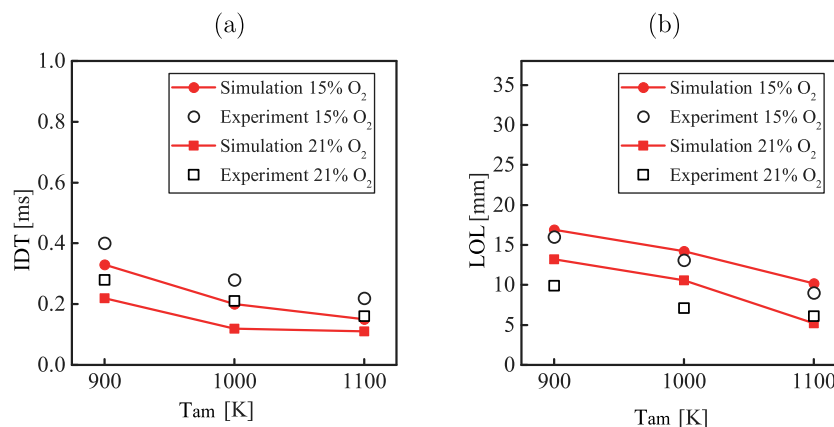 (a)
1.0
0.8
0.6
0.4
0.2
0.0
IDT [ms]
Simulation 15% O₂
Experiment 15% O₂
Simulation 21% O₂
Experiment 21% O₂
900 1000 1100
Tam [K]
(b)
35
30
25
20
15
10
5
0
LOL [mm]
Simulation 15% O₂
Experiment 15% O₂
Simulation 21% O₂
Experiment 21% O₂
900 1000 1100
Tam [K]